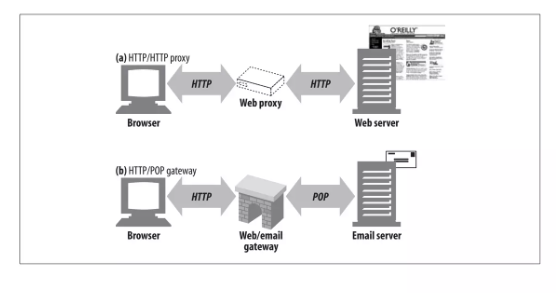 O'REILLY
(a) HTTP/HTTP proxy
HTTP
HTTP
Browser
Web proxy
Web server
(b) HTTP/POP gateway
HTTP
POP
Browser
Web/email
gateway
Email server